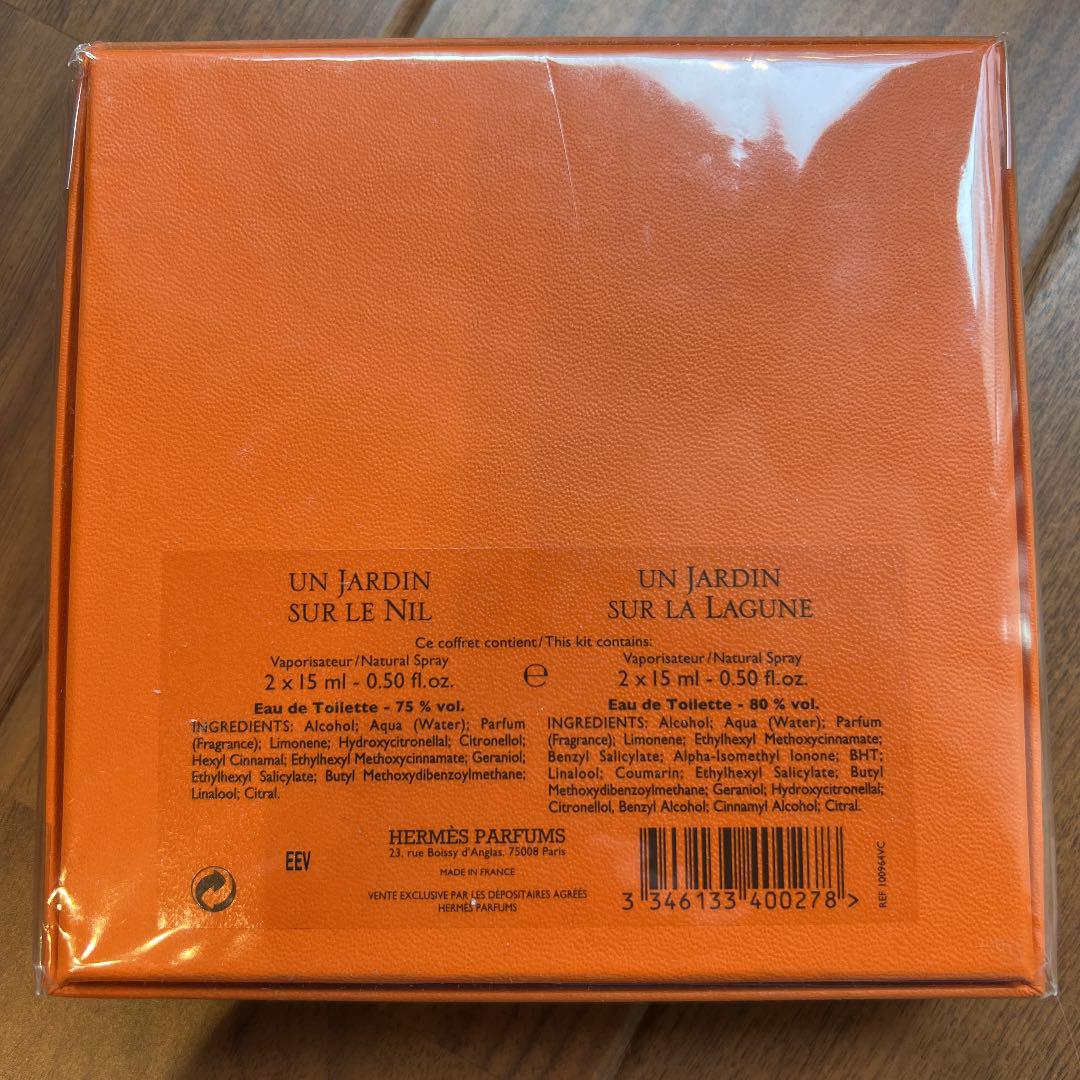 UN JARDIN
SUR LE NIL
UN JARDIN
SUR LA LAGUNE
Ce coffret contient/This kit contains:
Vaporisateur/Natural Spray
2 x 15 ml - 0.50 fl.oz.
Eau de Toilette - 75 % vol.
INGREDIENTS: Alcohol; Aqua (Water); Parfum
(Fragrance); Limonene; Hydroxycitronellal; Citronellol;
Hexyl Cinnamal; Ethylhexyl Methoxycinnamate; Geraniol;
Ethylhexyl Salicylate; Butyl Methoxydibenzoylmethane;
Linalool; Citral.
℮
Vaporisateur/Natural Spray
2 x 15 ml - 0.50 fl.oz.
Eau de Toilette - 80 % vol.
INGREDIENTS: Alcohol; Aqua (Water); Parfum
(Fragrance); Limonene; Ethylhexyl Methoxycinnamate;
Benzyl Salicylate; Alpha-Isomethyl Ionone; BHT;
Linalool; Coumarin; Ethylhexyl Salicylate; Butyl
Methoxydibenzoylmethane; Geraniol; Hydroxycitronellal;
Citronellol, Benzyl Alcohol; Cinnamyl Alcohol; Citral.
EEV
HERMÈS PARFUMS
23, rue Boissy d'Anglas, 75008 Paris
MADE IN FRANCE
VENTE EXCLUSIVE PAR LES DÉPOSITAIRES AGRÉÉS
HERMÈS PARFUMS
3 346133 400278 >
REF 100964VC